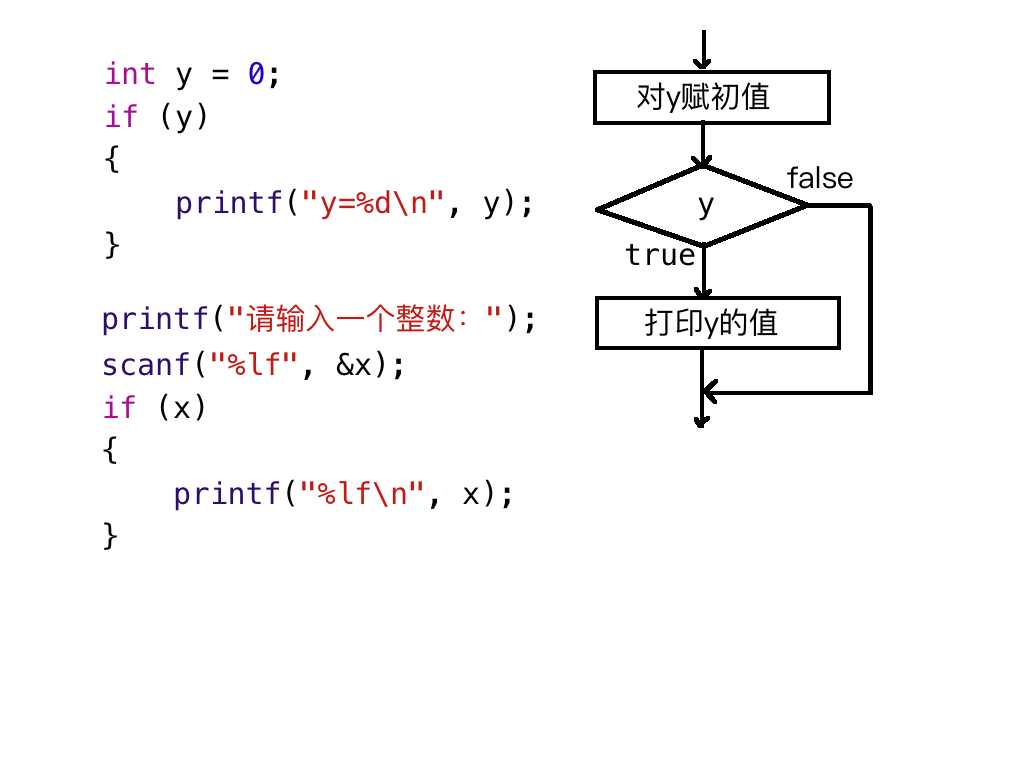 int y = 0;
if (y)
{
    printf("y=%d\n", y);
}
printf("请输入一个整数：");
scanf("%lf", &x);
if (x)
{
    printf("%lf\n", x);
}
对y赋初值
false
y
true
打印y的值